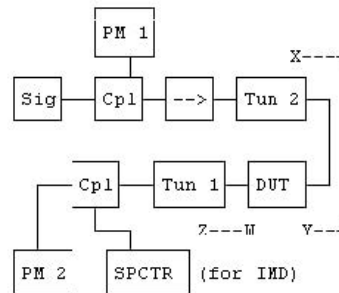 PM 1
X----
Sig Cpl --> Tun 2
Cpl Tun 1 DUT
Z---W Y---
PM 2 SPCTR (for IMD)